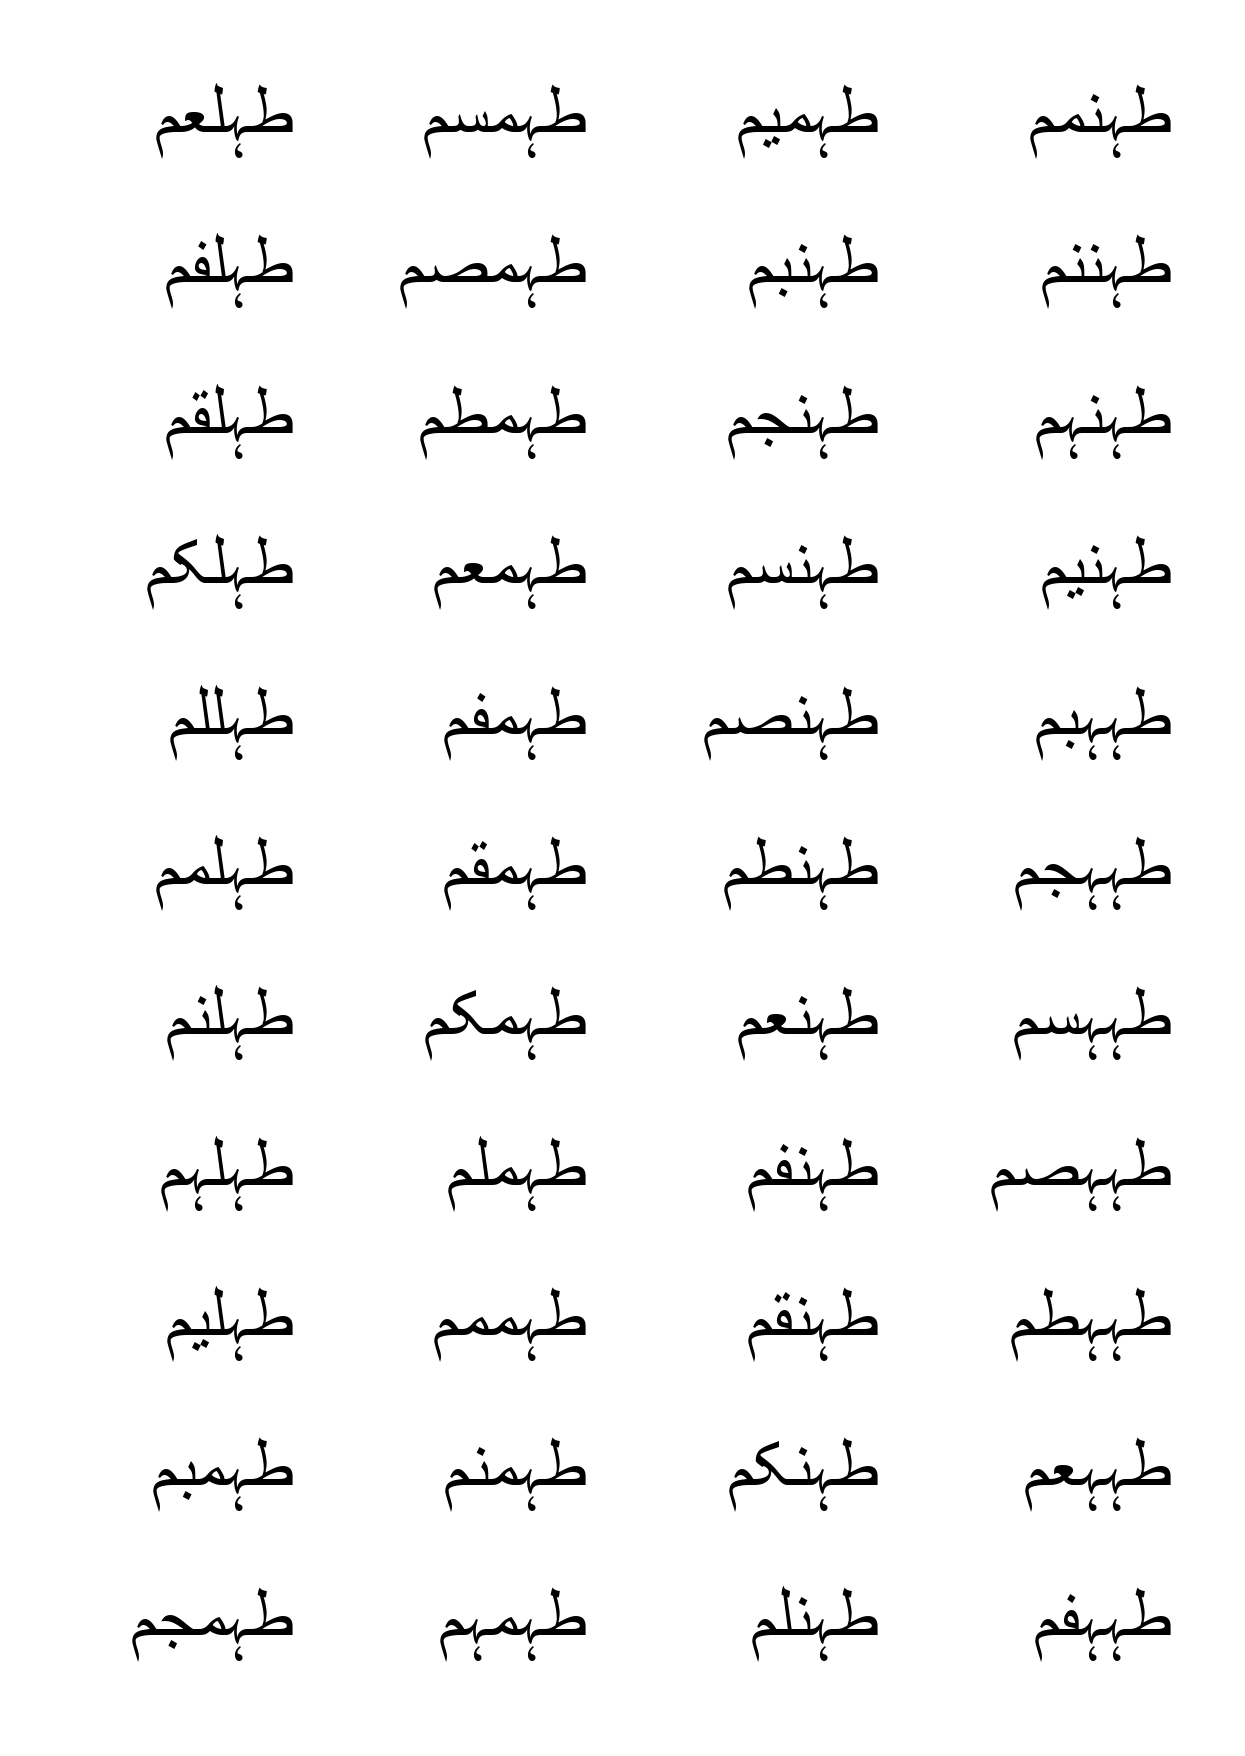 طہنمم طہمیم طہمسم طہلعم
طہننم طہنبم طہمصم طہلفم
طہنہم طہنجم طہمطم طہلقم
طہنیم طہنسم طہمعم طہلکم
طہہبم طہنصم طہمفم طہللم
طہہجم طہنطم طہمقم طہلمم
طہہسم طہنعم طہمکم طہلنم
طہہصم طہنفم طہملم طہلہم
طہہطم طہنقم طہممم طہلیم
طہہعم طہنکم طہمنم طہمبم
طہہفم طہنلم طہمہم طہمجم